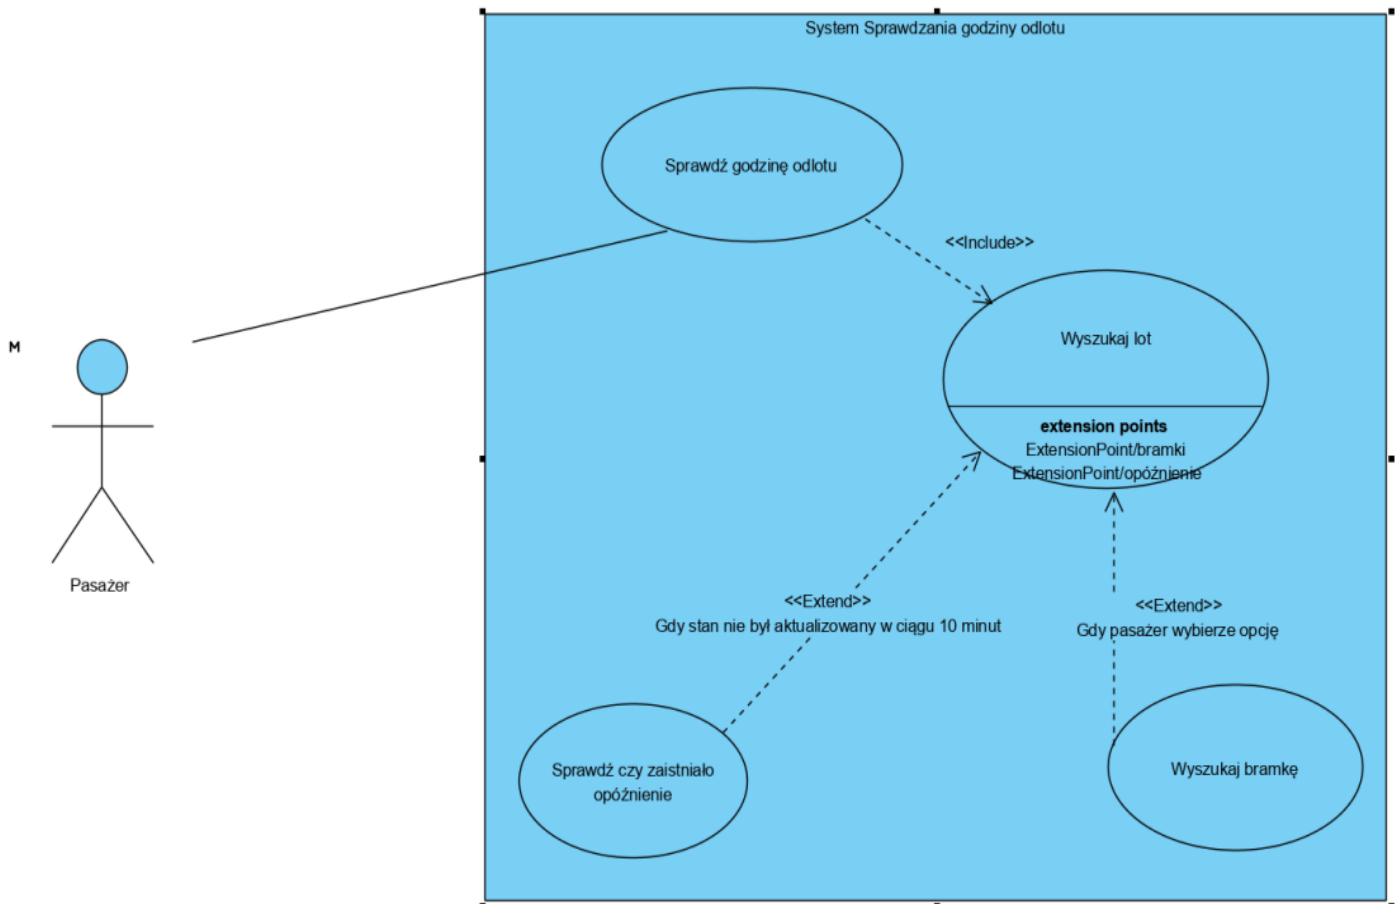 System Sprawdzania godziny odlotu
Sprawdź godzinę odlotu
<<Include>>
Wyszukaj lot
extension points
ExtensionPoint/bramki
ExtensionPoint/opóźnienie
M
Pasażer
<<Extend>>
Gdy stan nie był aktualizowany w ciągu 10 minut
<<Extend>>
Gdy pasażer wybierze opcję
Sprawdź czy zaistniało
opóźnienie
Wyszukaj bramkę